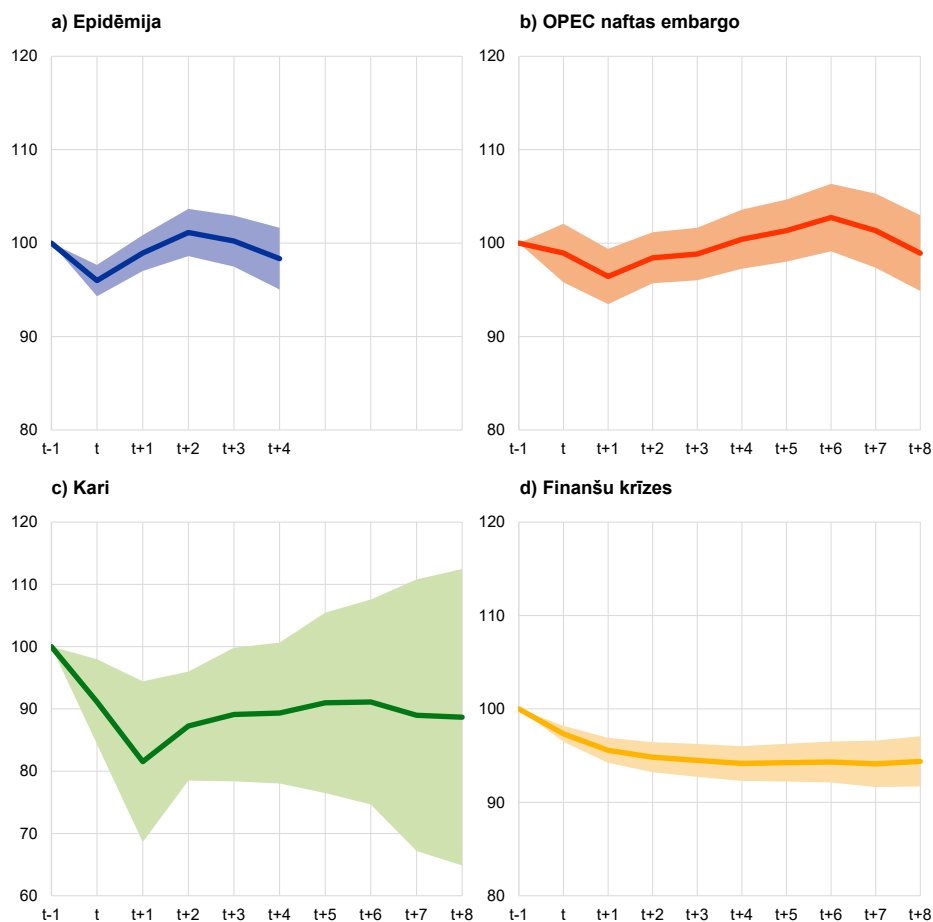 a) Epidēmija
120
110
100
90
80
t-1 t t+1 t+2 t+3 t+4
b) OPEC naftas embargo
120
110
100
90
80
t-1 t t+1 t+2 t+3 t+4 t+5 t+6 t+7 t+8
c) Kari
120
110
100
90
80
70
60
t-1 t t+1 t+2 t+3 t+4 t+5 t+6 t+7 t+8
d) Finanšu krīzes
120
110
100
90
80
t-1 t t+1 t+2 t+3 t+4 t+5 t+6 t+7 t+8